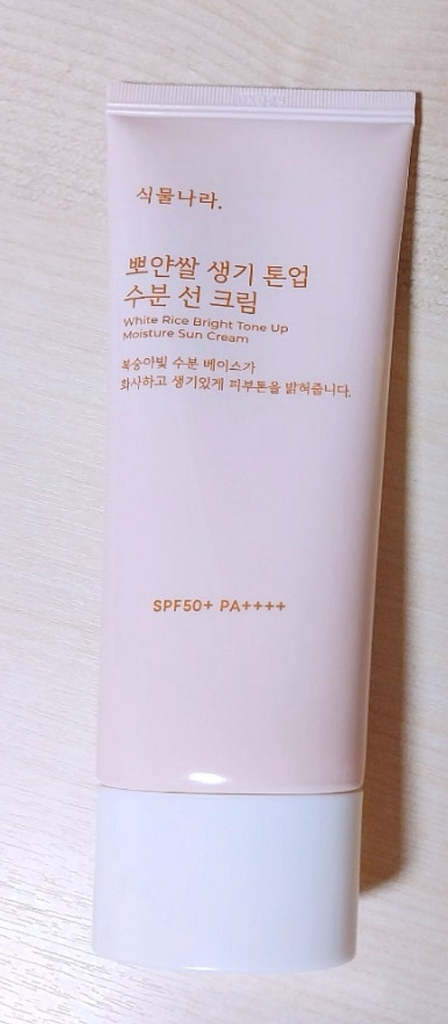 식물나라.
뽀얀쌀 생기 톤업
수분 선 크림
White Rice Bright Tone Up
Moisture Sun Cream
복숭아빛 수분 베이스가
화사하고 생기있게 피부톤을 밝혀줍니다.
SPF50+ PA++++